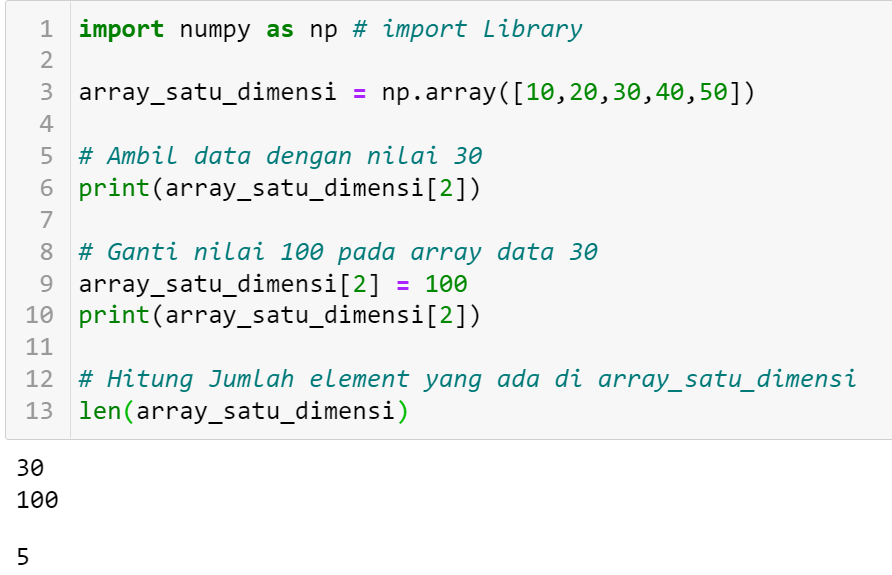 1 import numpy as np # import Library
2
3 array_satu_dimensi = np.array([10,20,30,40,50])
4
5 # Ambil data dengan nilai 30
6 print(array_satu_dimensi[2])
7
8 # Ganti nilai 100 pada array data 30
9 array_satu_dimensi[2] = 100
10 print(array_satu_dimensi[2])
11
12 # Hitung Jumlah element yang ada di array_satu_dimensi
13 len(array_satu_dimensi)
30
100
5